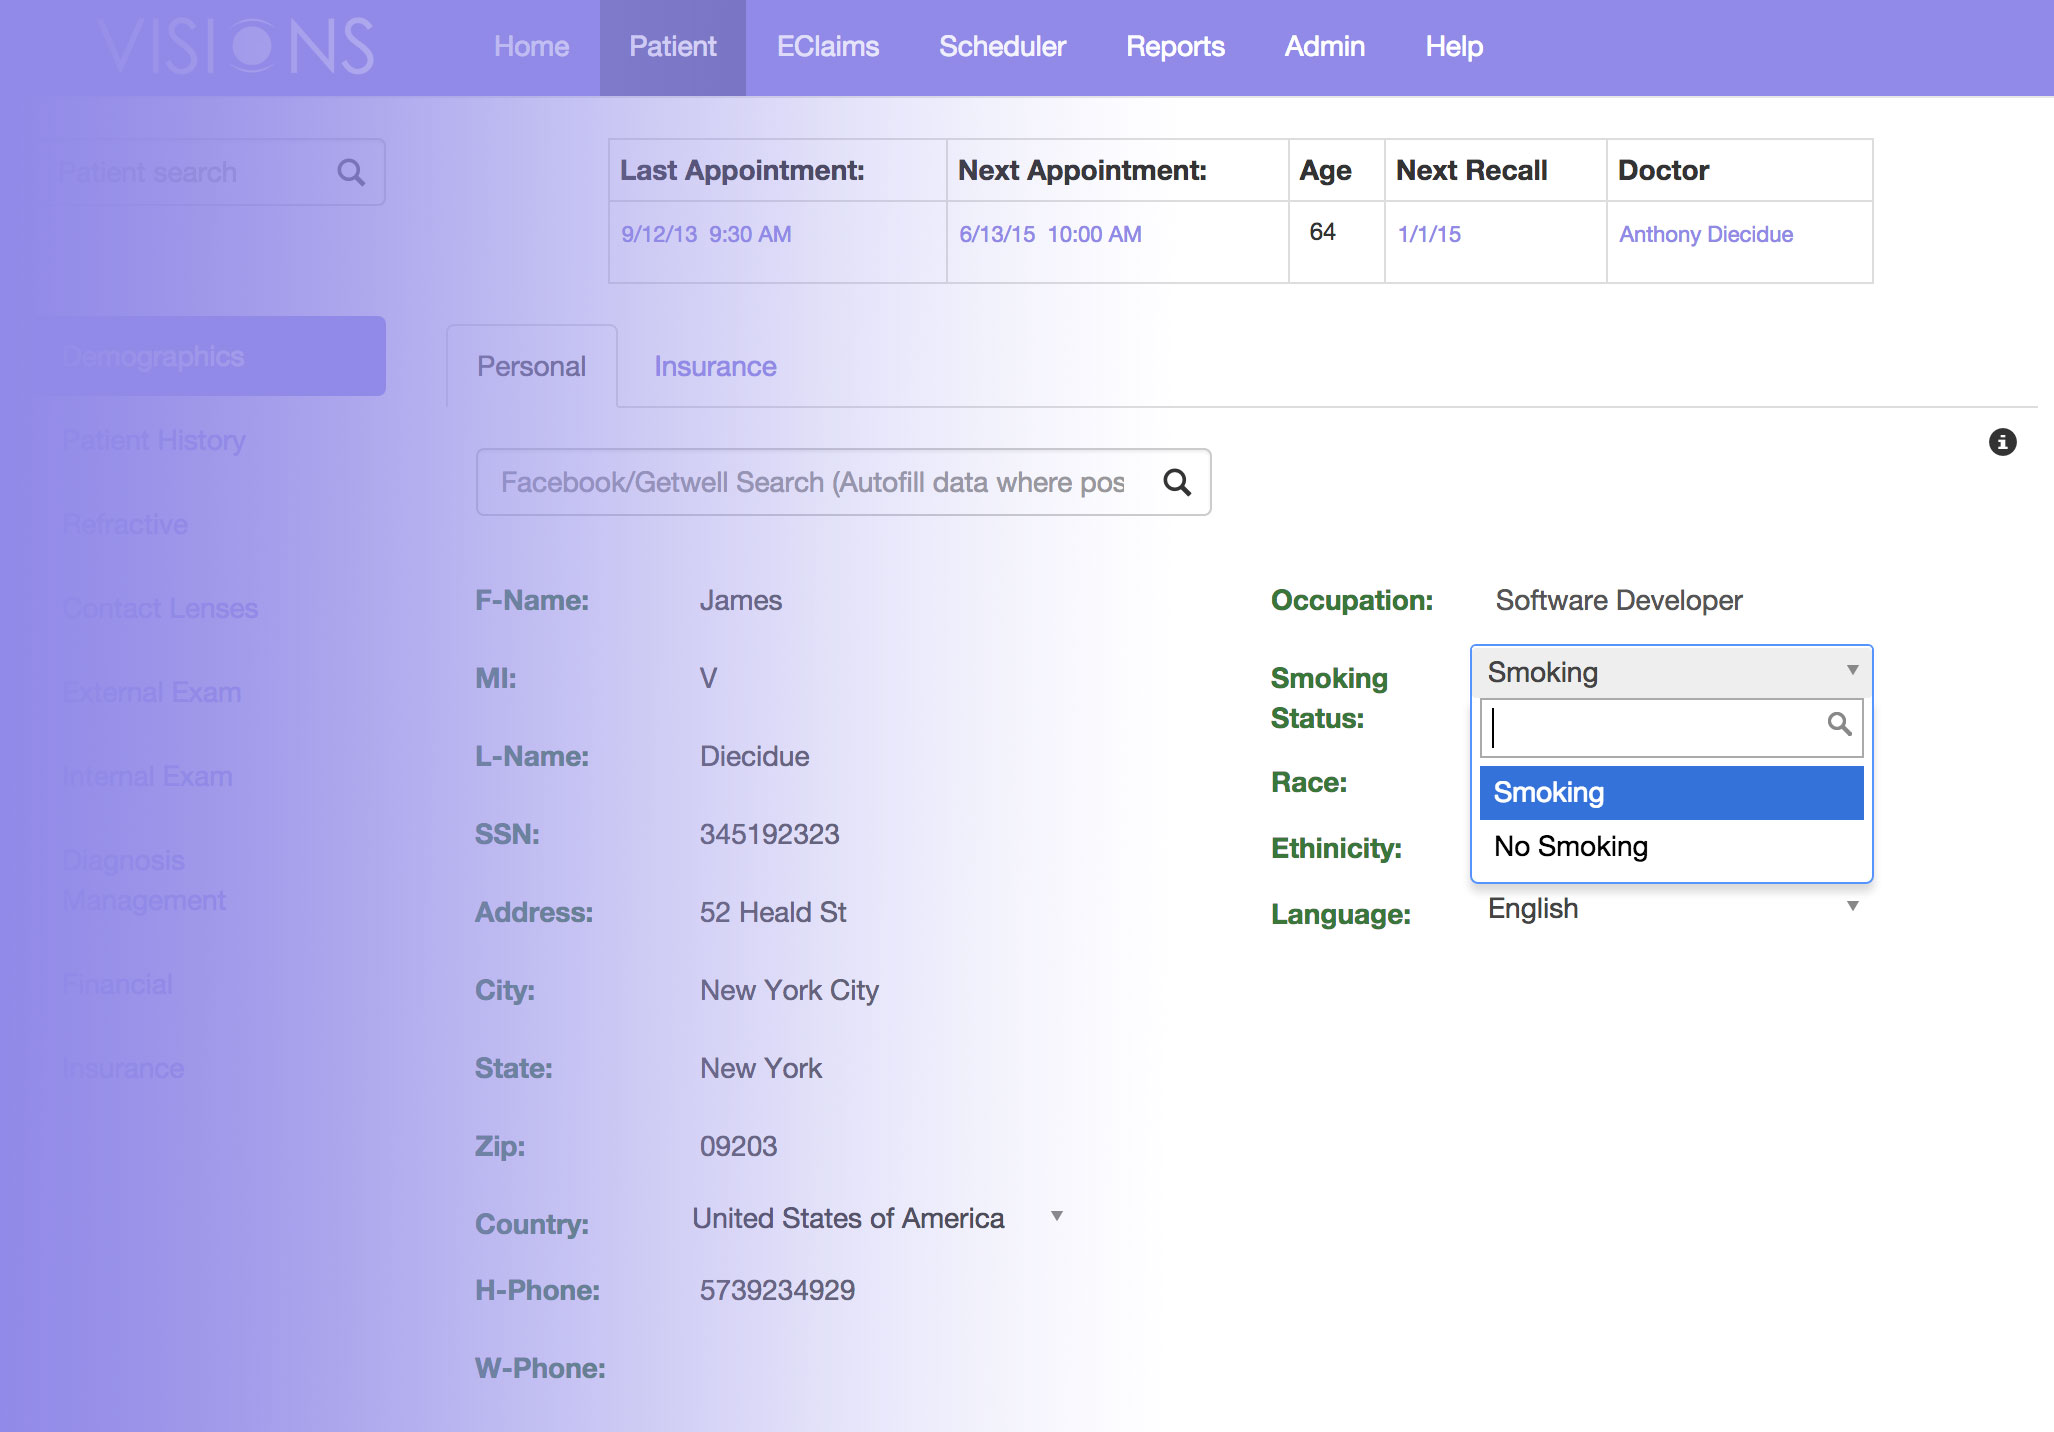 VISIONS
Home Patient EClaims Scheduler Reports Admin Help
Patient search
Last Appointment: Next Appointment: Age Next Recall Doctor
9/12/13 9:30 AM 6/13/15 10:00 AM 64 1/1/15 Anthony Diecidue
Demographics
Patient History
Refractive
Contact Lenses
External Exam
Internal Exam
Diagnosis
Management
Financial
Insurance
Personal Insurance
Facebook/Getwell Search (Autofill data where pos
F-Name: James
MI: V
L-Name: Diecidue
SSN: 345192323
Address: 52 Heald St
City: New York City
State: New York
Zip: 09203
Country: United States of America
H-Phone: 5739234929
W-Phone:
Occupation: Software Developer
Smoking
Status:
Smoking
Smoking
No Smoking
Race:
Ethinicity:
Language: English